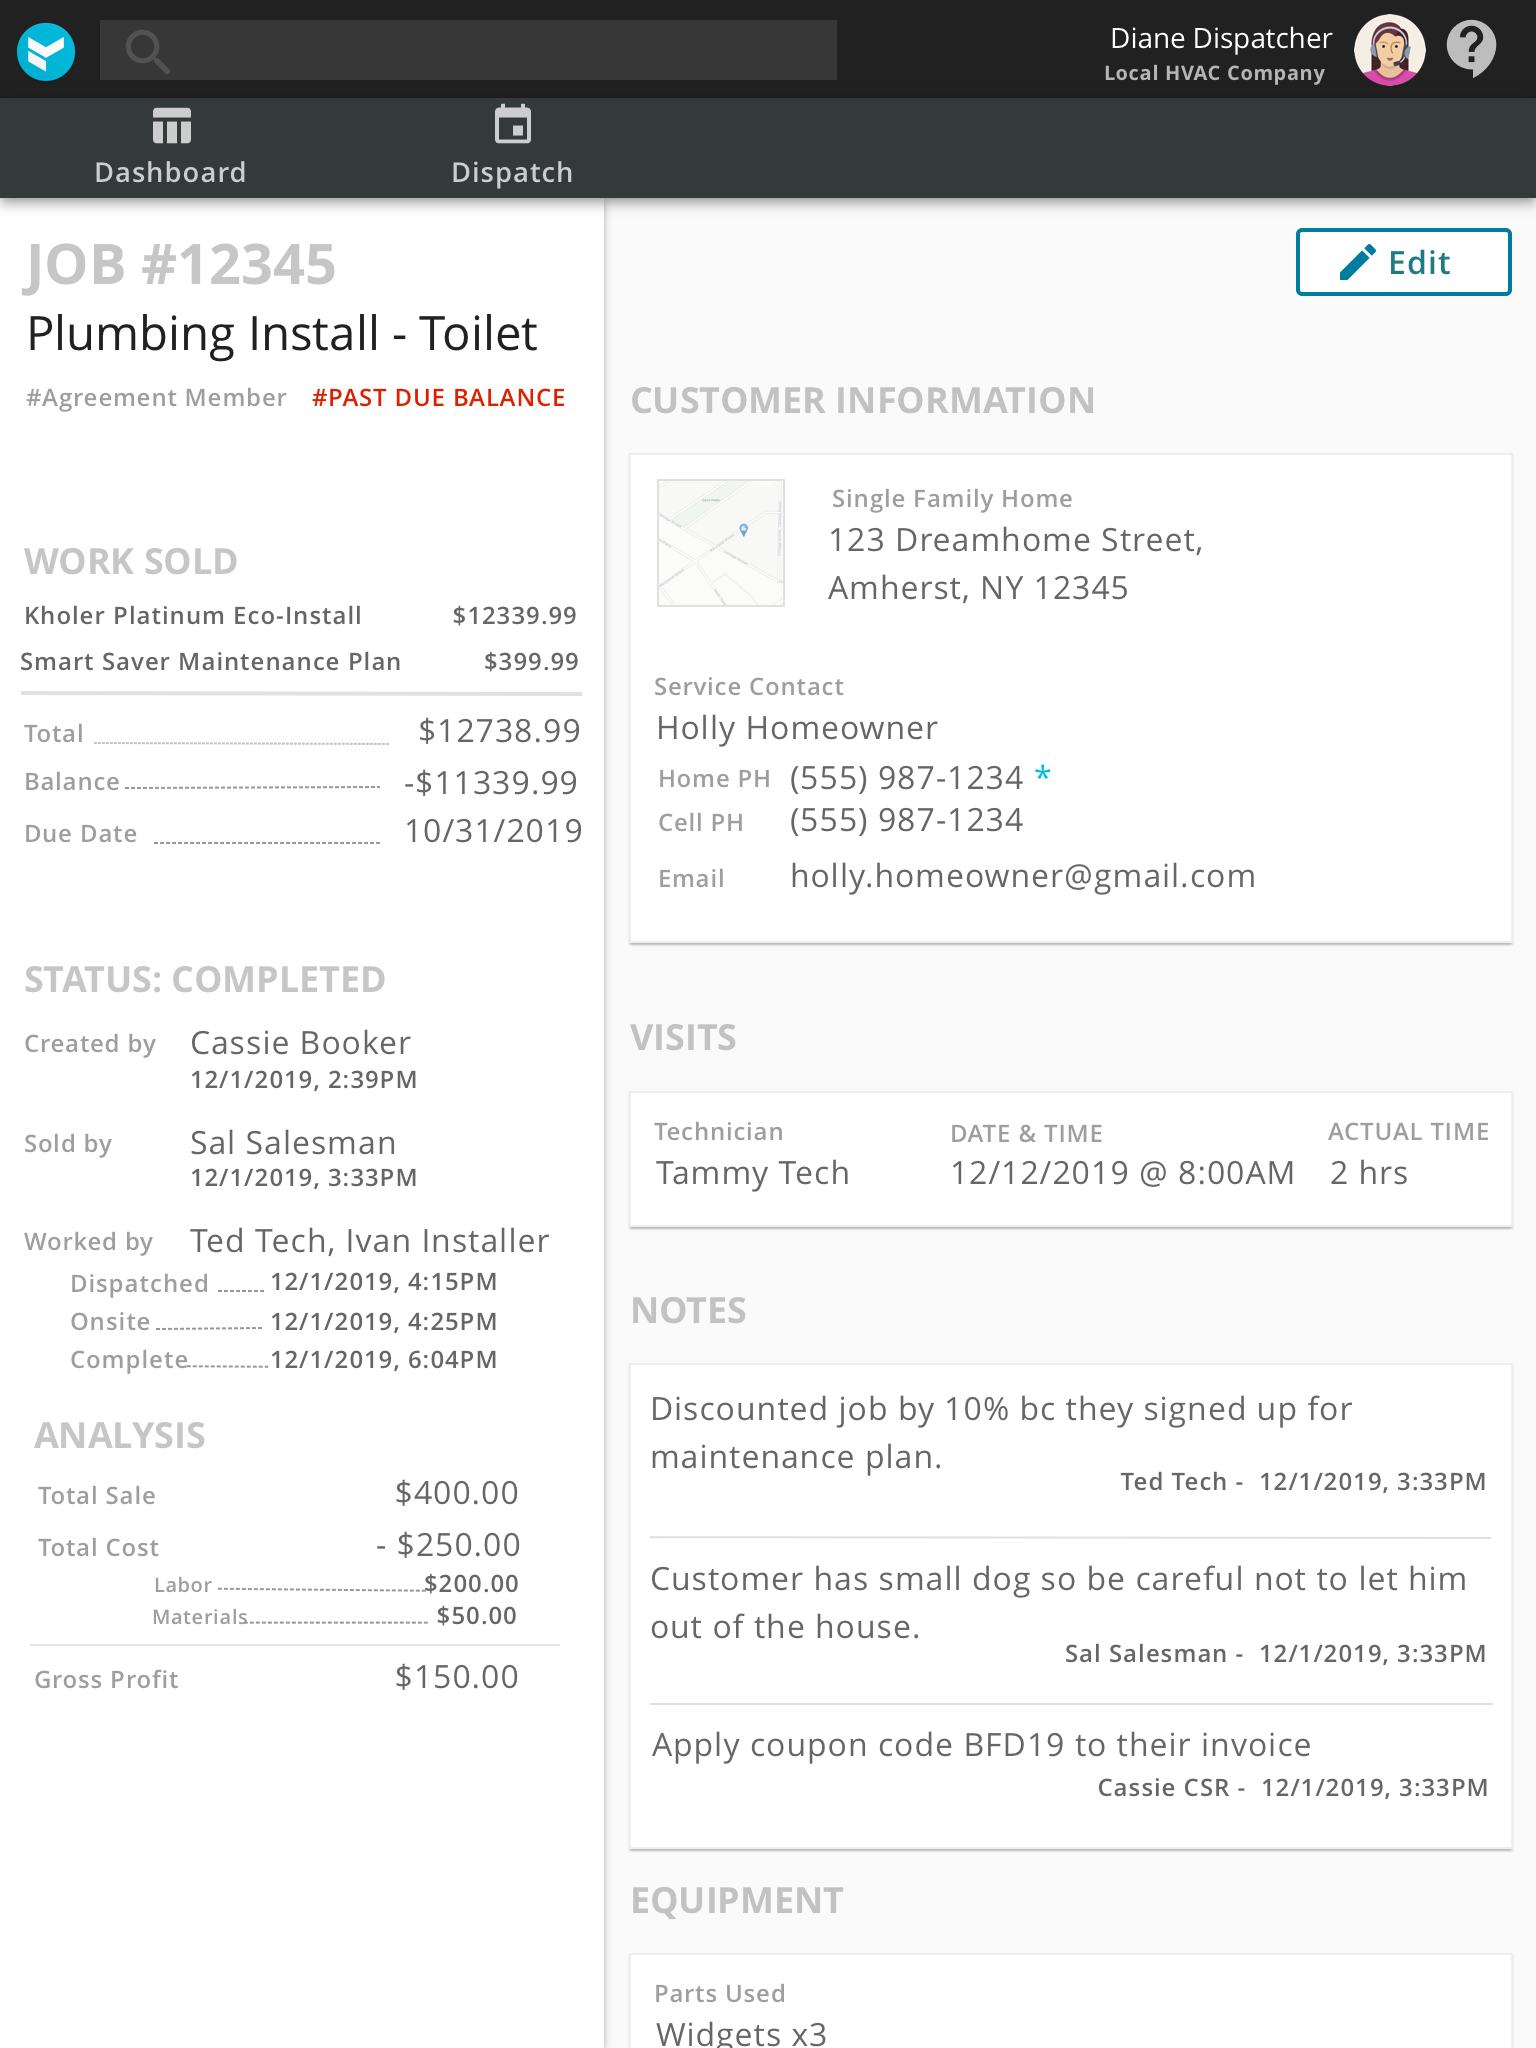 Diane Dispatcher
Local HVAC Company
Dashboard
Dispatch
JOB #12345
Plumbing Install - Toilet
#Agreement Member #PAST DUE BALANCE
WORK SOLD
Kholer Platinum Eco-Install $12339.99
Smart Saver Maintenance Plan $399.99
Total $12738.99
Balance -$11339.99
Due Date 10/31/2019
STATUS: COMPLETED
Created by Cassie Booker
12/1/2019, 2:39PM
Sold by Sal Salesman
12/1/2019, 3:33PM
Worked by Ted Tech, Ivan Installer
Dispatched 12/1/2019, 4:15PM
Onsite 12/1/2019, 4:25PM
Complete 12/1/2019, 6:04PM
ANALYSIS
Total Sale $400.00
Total Cost - $250.00
Labor $200.00
Materials $50.00
Gross Profit $150.00
Edit
CUSTOMER INFORMATION
Single Family Home
123 Dreamhome Street,
Amherst, NY 12345
Service Contact
Holly Homeowner
Home PH (555) 987-1234 *
Cell PH (555) 987-1234
Email holly.homeowner@gmail.com
VISITS
Technician DATE & TIME ACTUAL TIME
Tammy Tech 12/12/2019 @ 8:00AM 2 hrs
NOTES
Discounted job by 10% bc they signed up for
maintenance plan.
Ted Tech - 12/1/2019, 3:33PM
Customer has small dog so be careful not to let him
out of the house.
Sal Salesman - 12/1/2019, 3:33PM
Apply coupon code BFD19 to their invoice
Cassie CSR - 12/1/2019, 3:33PM
EQUIPMENT
Parts Used
Widgets x3